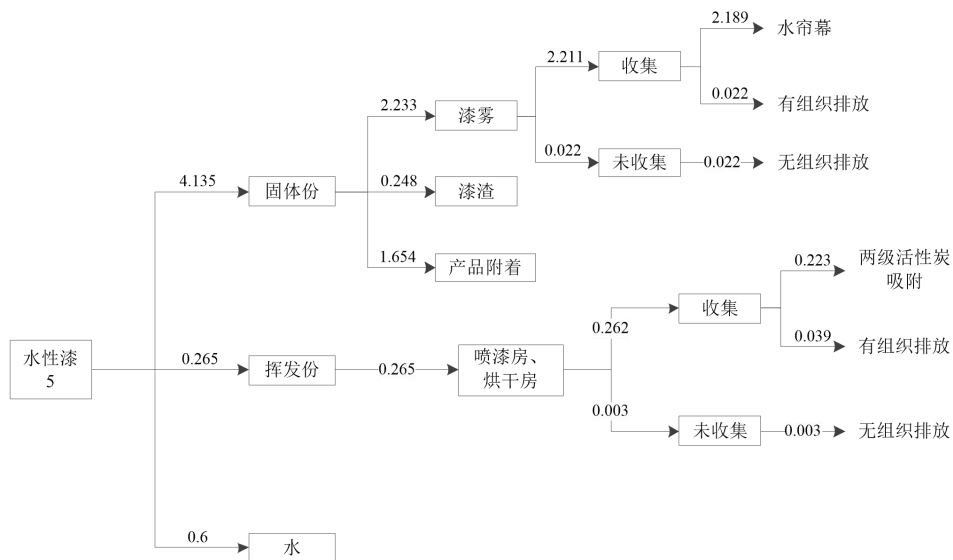 2.189
水帘幕
2.211
收集
0.022
有组织排放
2.233
漆雾
0.022
未收集
0.022
无组织排放
4.135
固体份
0.248
漆渣
1.654
产品附着
0.223
两级活性炭
吸附
收集
0.262
0.039
有组织排放
水性漆
5
0.265
挥发份
0.265
喷漆房、
烘干房
0.003
未收集
0.003
无组织排放
0.6
水